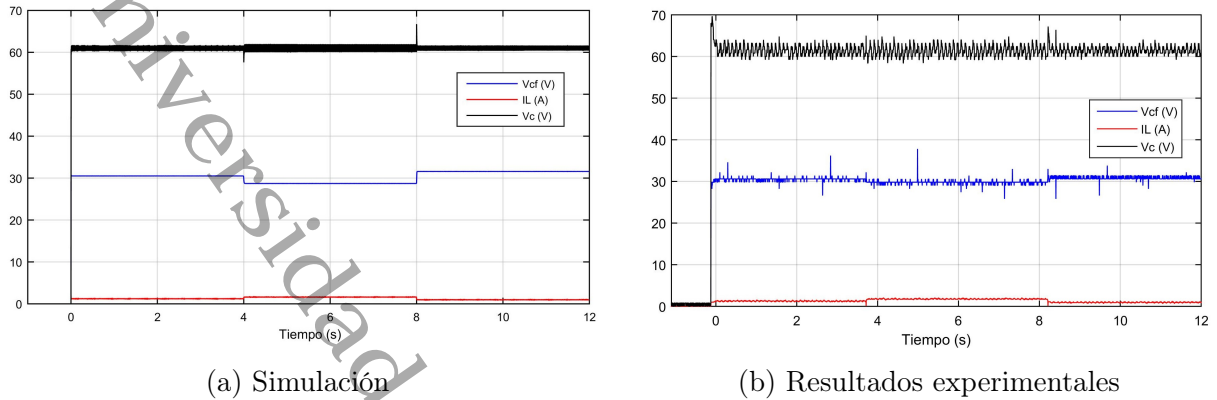 70
60
50
40
30
20
10
0
0 2 4 6 8 10 12
Tiempo (s)
Vcf (V)
IL (A)
Vc (V)
(a) Simulación
70
60
50
40
30
20
10
0
0 2 4 6 8 10 12
Tiempo (s)
Vcf (V)
IL (A)
Vc (V)
(b) Resultados experimentales
niversidad